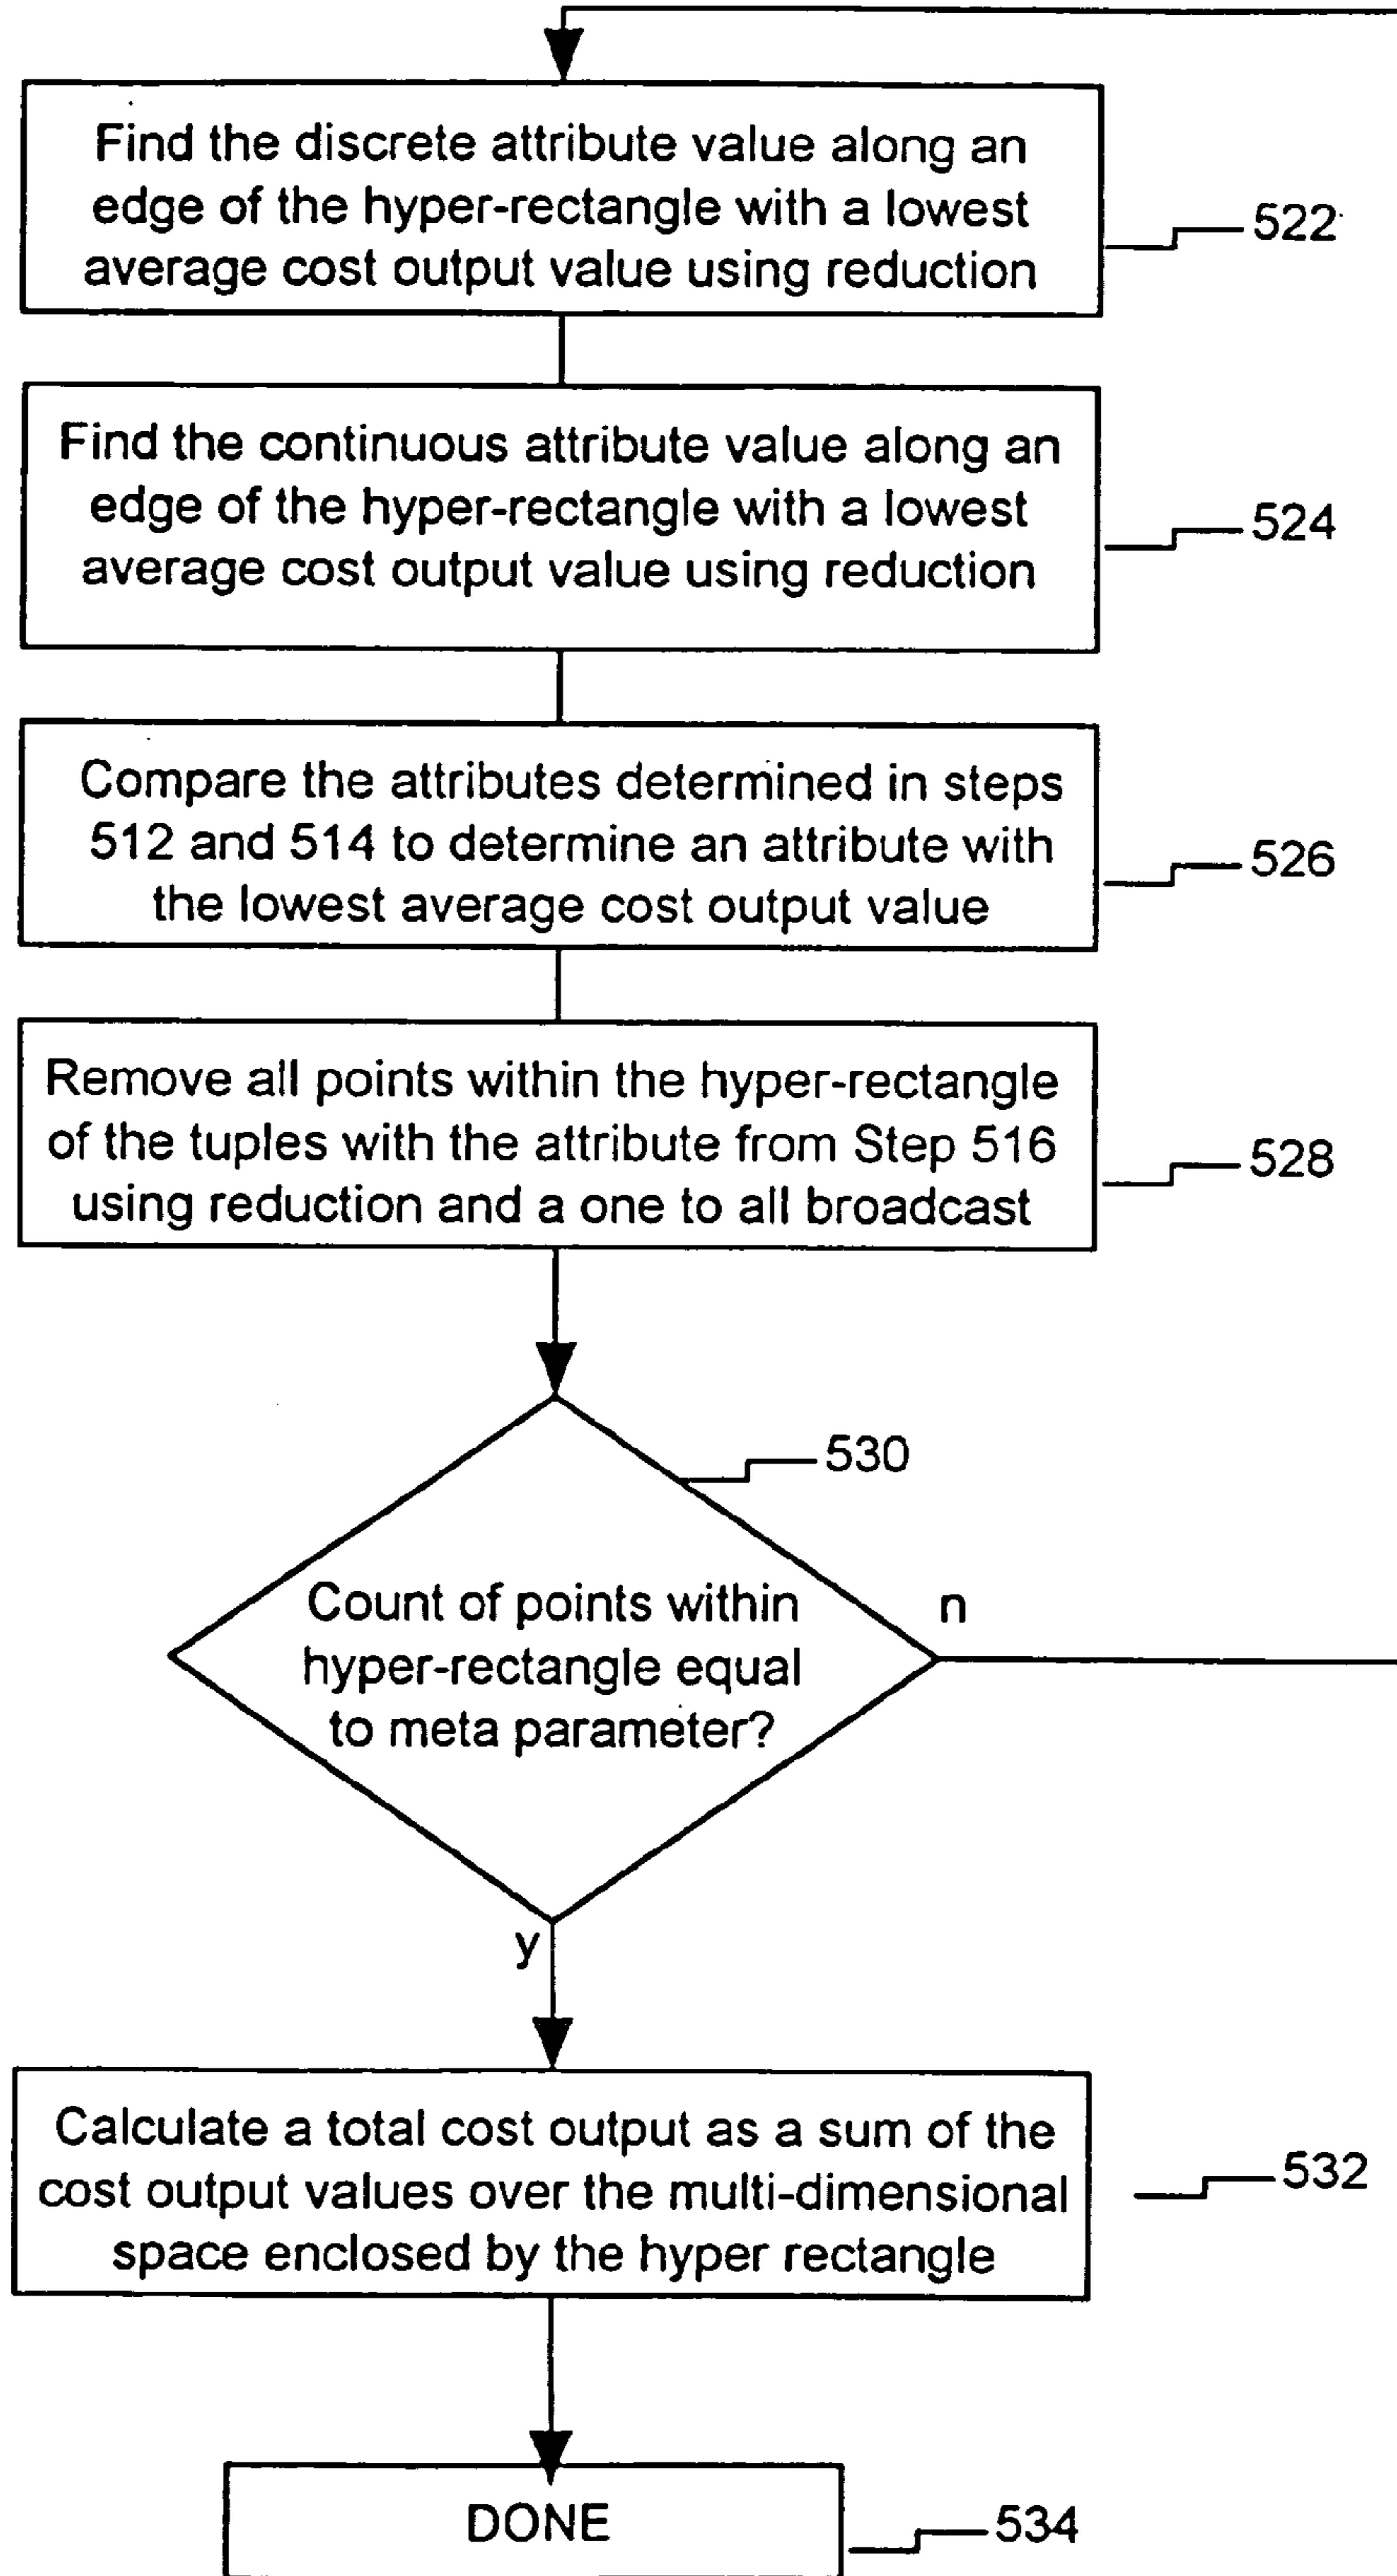 Find the discrete attribute value along an
edge of the hyper-rectangle with a lowest
average cost output value using reduction
522
Find the continuous attribute value along an
edge of the hyper-rectangle with a lowest
average cost output value using reduction
524
Compare the attributes determined in steps
512 and 514 to determine an attribute with
the lowest average cost output value
526
Remove all points within the hyper-rectangle
of the tuples with the attribute from Step 516
using reduction and a one to all broadcast
528
530
Count of points within
hyper-rectangle equal
to meta parameter?
n
y
Calculate a total cost output as a sum of the
cost output values over the multi-dimensional
space enclosed by the hyper rectangle
532
DONE
534